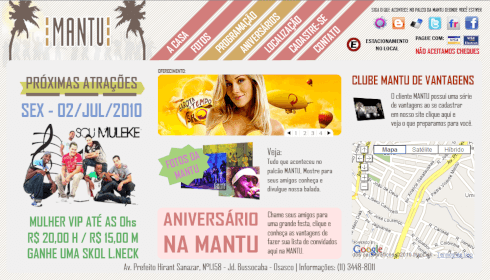 MANTU
A CASA
FOTOS
PROGRAMAÇÃO
ANIVERSÁRIOS
LOCALIZAÇÃO
CADASTRE-SE
CONTATO
ESTACIONAMENTO
NO LOCAL
PAGUE COM:
NÃO ACEITAMOS CHEQUES
PRÓXIMAS ATRAÇÕES
SEX - 02/JUL/2010
SOU MULEKE
MULHER VIP ATÉ AS 0hs
R$ 20,00 H / R$ 15,00 M
GANHE UMA SKOL L.NECK
OFERECIMENTO:
1 2 3 4
FOTOS DA
MANTU
Veja:
Tudo que aconteceu no
palcão MANTU, Mostre para
seus amigos conheça e
divulgue nossa balada.
ANIVERSÁRIO
NA MANTU
Chame seus amigos para
uma grande festa, clique e
conheça as vantagens de
fazer sua lista de convidados
aqui na MANTU.
CLUBE MANTU DE VANTAGENS
O cliente MANTU possui uma série
de vantagens ao se cadastrar
em nosso site clique aqui e
veja o que preparamos para você.
Mapa
Satélite
Híbrido
Av. Prefeito Hirant Sanazar, Nº1.158 - Jd. Bussocaba - Osasco | Informações: (11) 3448-8011